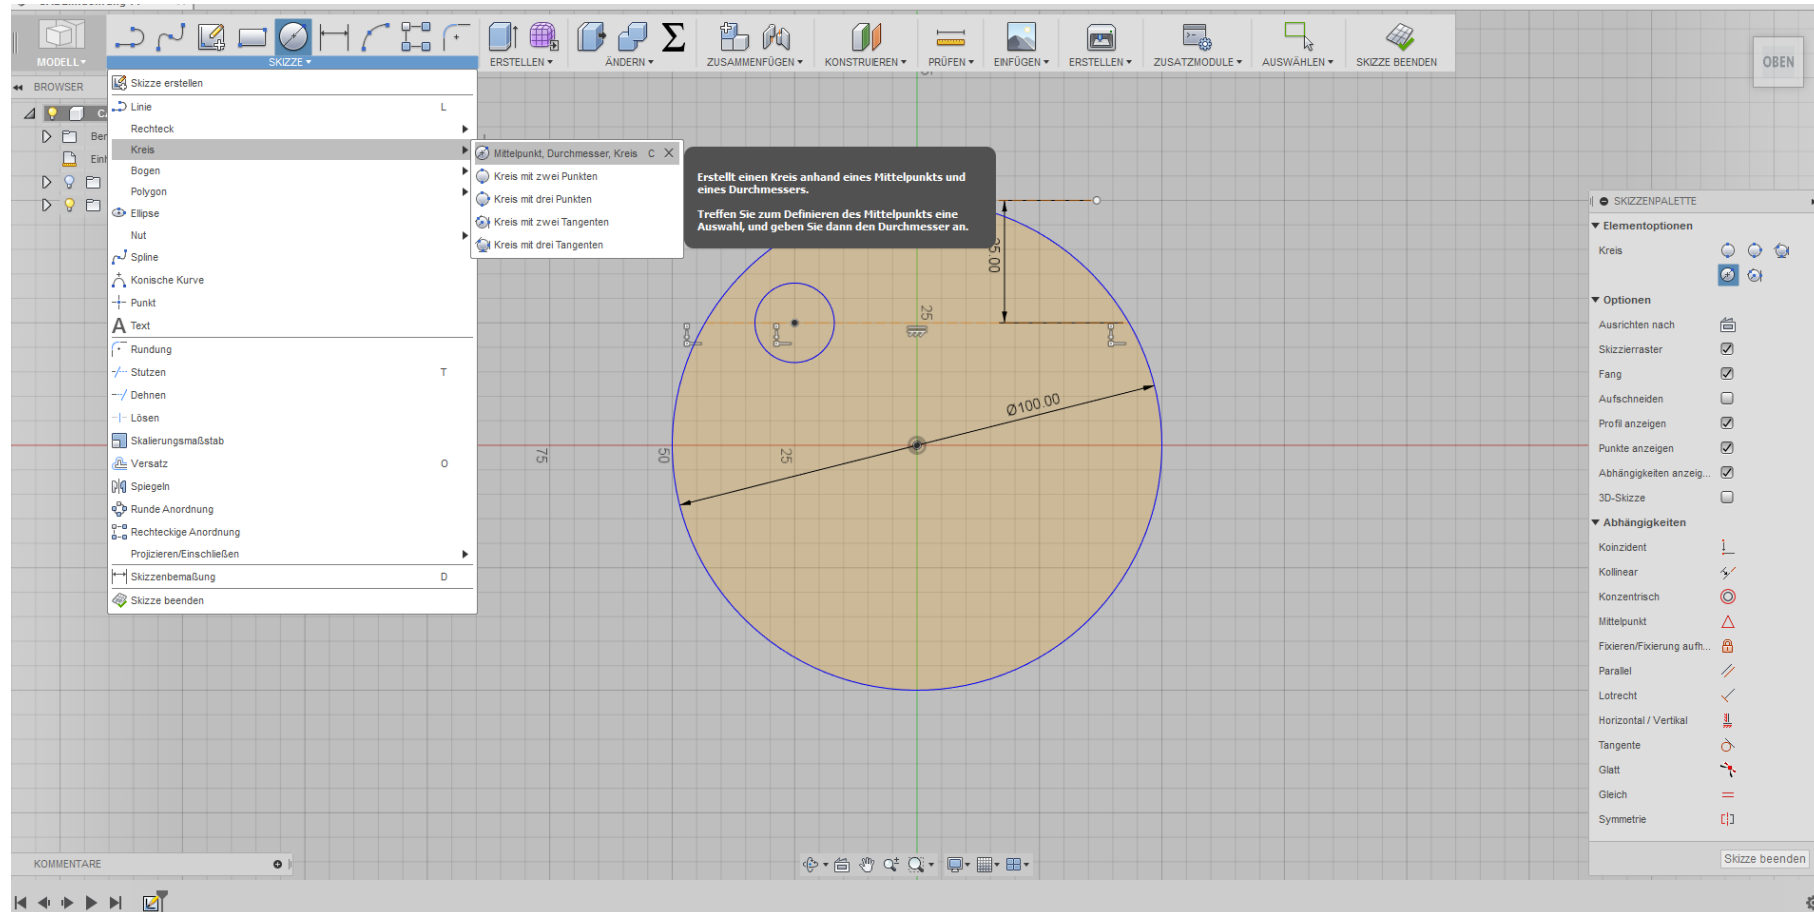 MODELL
SKIZZE
ERSTELLEN
ÄNDERN
ZUSAMMENFÜGEN
KONSTRUIEREN
PRÜFEN
EINFÜGEN
ERSTELLEN
ZUSATZMODULE
AUSWÄHLEN
SKIZZE BEENDEN
OBEN
BROWSER
Skizze erstellen
Linie L
Rechteck
Kreis
Bogen
Polygon
Ellipse
Nut
Spline
Konische Kurve
Punkt
Text
Rundung
Stutzen T
Dehnen
Lösen
Skalierungsmaßstab
Versatz O
Spiegeln
Runde Anordnung
Rechteckige Anordnung
Projizieren/Einschließen
Skizzenbemaßung D
Skizze beenden
Mittelpunkt, Durchmesser, Kreis C
Kreis mit zwei Punkten
Kreis mit drei Punkten
Kreis mit zwei Tangenten
Kreis mit drei Tangenten
Erstellt einen Kreis anhand eines Mittelpunkts und
eines Durchmessers.
Treffen Sie zum Definieren des Mittelpunkts eine
Auswahl, und geben Sie dann den Durchmesser an.
25
Ø100.00
75
50
25
SKIZZENPALETTE
Elementoptionen
Kreis
Optionen
Ausrichten nach
Skizzierraster
Fang
Aufschneiden
Profil anzeigen
Punkte anzeigen
Abhängigkeiten anzeig...
3D-Skizze
Abhängigkeiten
Koinzident
Kollinear
Konzentrisch
Mittelpunkt
Fixieren/Fixierung aufh...
Parallel
Lotrecht
Horizontal / Vertikal
Tangente
Glatt
Gleich
Symmetrie
Skizze beenden
KOMMENTARE